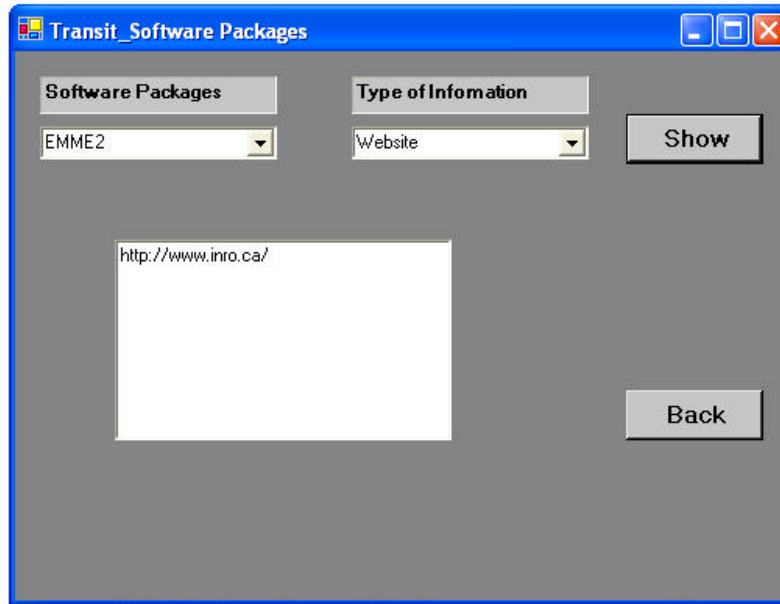 Transit_Software Packages
Software Packages
Type of Infomation
EMME2
Website
Show
http://www.inro.ca/
Back